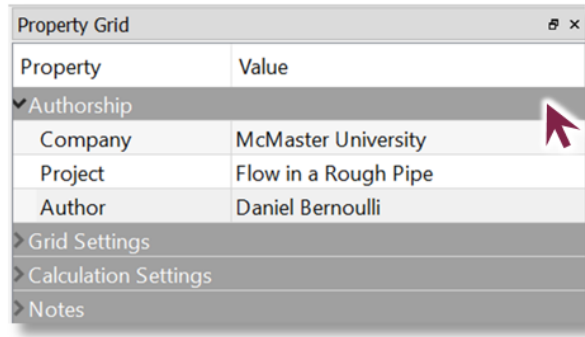 Property Grid
Property Value
Authorship
Company McMaster University
Project Flow in a Rough Pipe
Author Daniel Bernoulli
Grid Settings
Calculation Settings
Notes